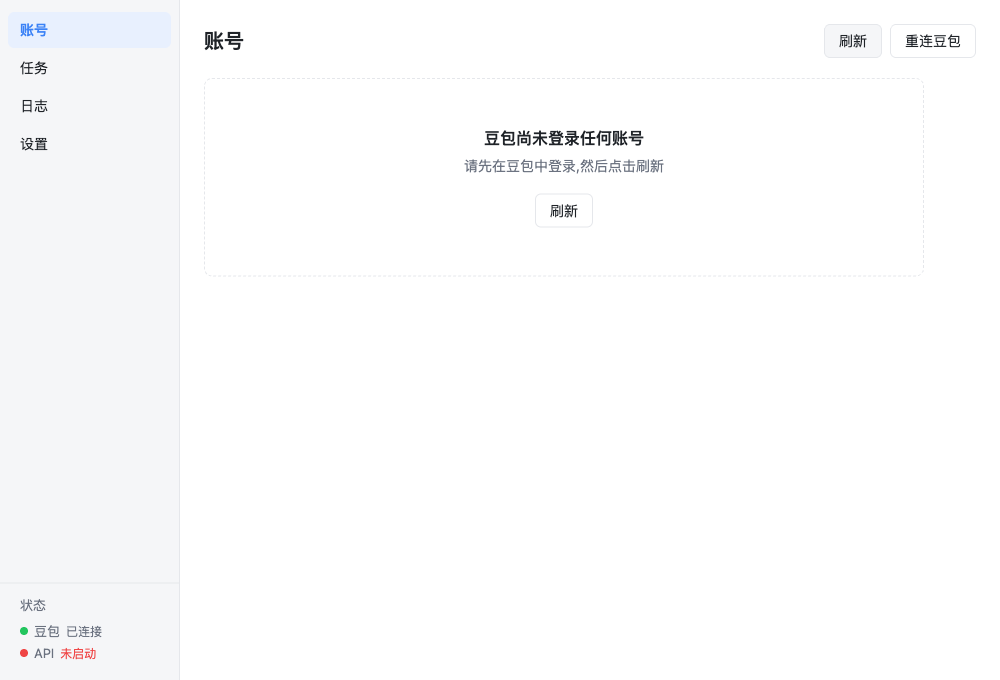 账号
任务
日志
设置
状态
豆包 已连接
API 未启动
账号
刷新
重连豆包
豆包尚未登录任何账号
请先在豆包中登录,然后点击刷新
刷新